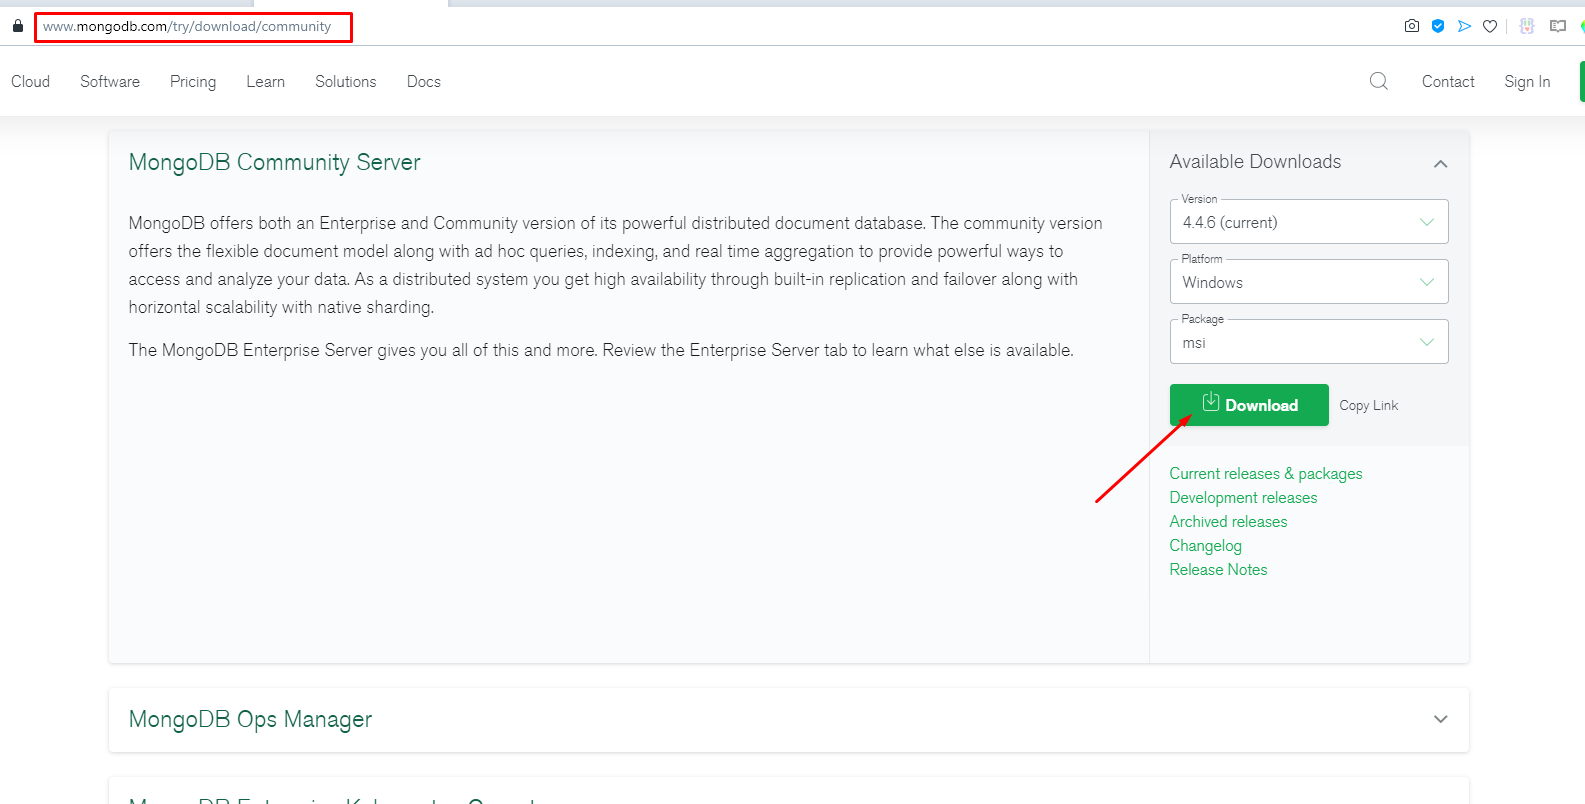 www.mongodb.com/try/download/community
Cloud Software Pricing Learn Solutions Docs Contact Sign In
MongoDB Community Server
MongoDB offers both an Enterprise and Community version of its powerful distributed document database. The community version
offers the flexible document model along with ad hoc queries, indexing, and real time aggregation to provide powerful ways to
access and analyze your data. As a distributed system you get high availability through built-in replication and failover along with
horizontal scalability with native sharding.
The MongoDB Enterprise Server gives you all of this and more. Review the Enterprise Server tab to learn what else is available.
Available Downloads
Version
4.4.6 (current)
Platform
Windows
Package
msi
Download Copy Link
Current releases & packages
Development releases
Archived releases
Changelog
Release Notes
MongoDB Ops Manager